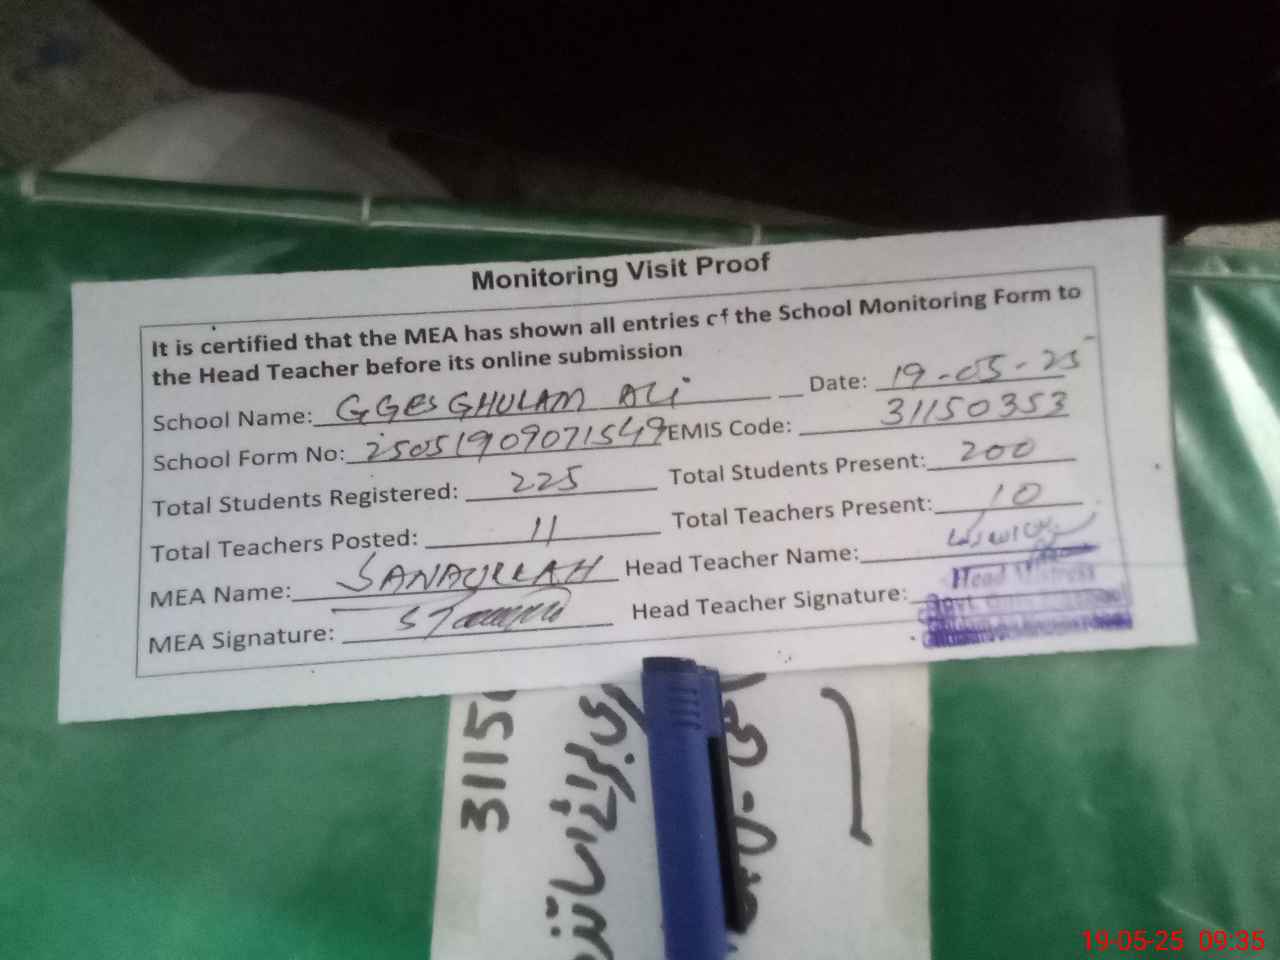 Monitoring Visit Proof
It is certified that the MEA has shown all entries of the School Monitoring Form to
the Head Teacher before its online submission
School Name: GGES GHULAM ALI Date: 19-05-25
School Form No: 25051909071549 EMIS Code: 31150353
Total Students Registered: 225 Total Students Present: 200
Total Teachers Posted: 11 Total Teachers Present: 10
MEA Name: SANAULLAH Head Teacher Name:
MEA Signature: Head Teacher Signature:
Head Mistress
Govt.
3115
19-05-25 09:35